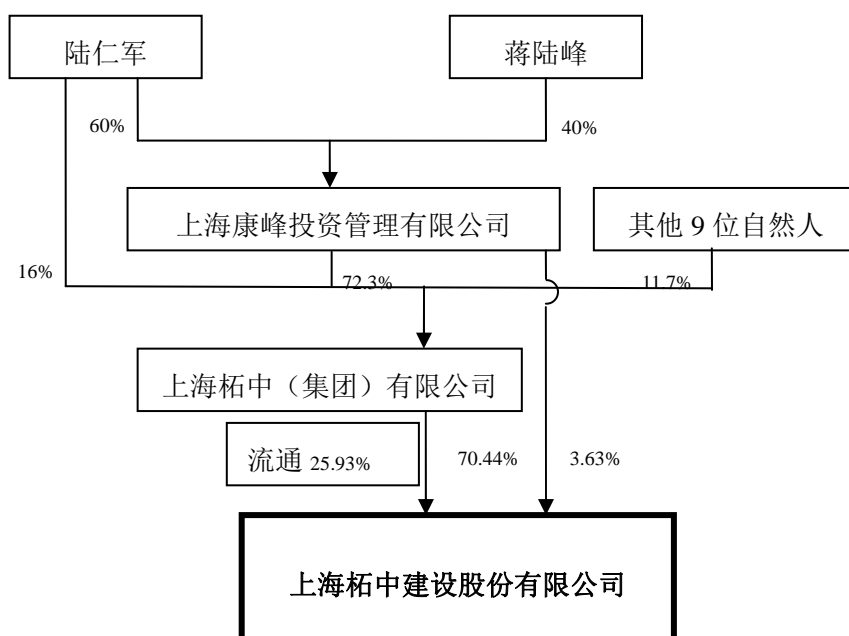 陆仁军
蒋陆峰
60%
40%
上海康峰投资管理有限公司
其他 9 位自然人
16%
72.3%
11.7%
上海柘中（集团）有限公司
流通 25.93%
70.44%
3.63%
上海柘中建设股份有限公司